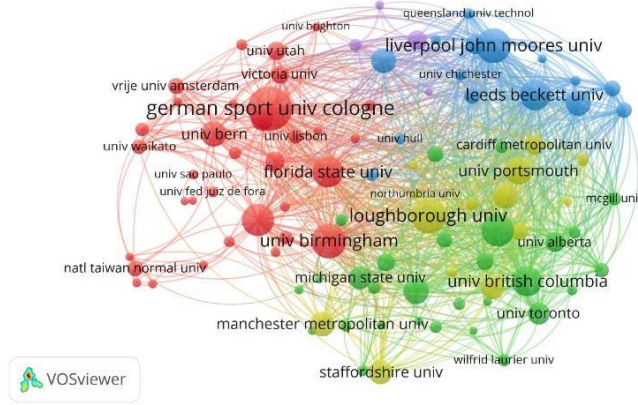 queensland univ technol
univ brighton
liverpool john moores univ
univ utah
victoria univ
univ chichester
vrije univ amsterdam
leeds beckett univ
german sport univ cologne
univ bern
univ lisbon
univ hull
cardiff metropolitan univ
univ waikato
florida state univ
univ portsmouth
univ sao paulo
univ fed juiz de fora
northumbria univ
mcgill univ
loughborough univ
univ birmingham
univ alberta
natl taiwan normal univ
michigan state univ
univ british columbia
univ toronto
manchester metropolitan univ
wilfrid laurier univ
staffordshire univ
VOSviewer